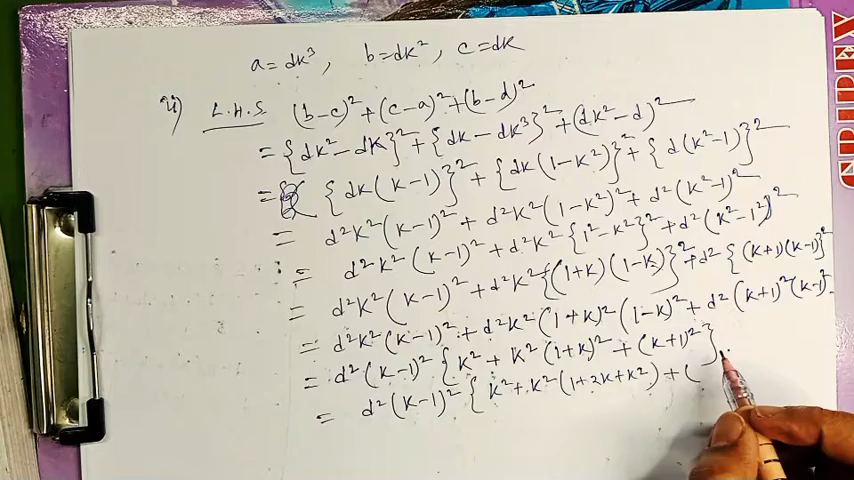 a = dk³, b = dk², c = dk
L.H.S. (b-c)² + (c-a)² + (b-d)²
= {dk² - dk}² + {dk - dk³}² + (dk² - d)²
= {dk(k-1)}² + {dk(1-k²)}² + {d(k²-1)}²
= d²k²(k-1)² + d²k²(1-k²)² + d²(k²-1)²
= d²k²(k-1)² + d²k²{1²-k²}² + d²(k²-1²)²
= d²k²(k-1)² + d²k²{(1+k)(1-k)}² + d²{(k+1)(k-1)}²
= d²k²(k-1)² + d²k²(1+k)²(1-k)² + d²(k+1)²(k-1)²
= d²(k-1)²{k² + k²(1+k)² + (k+1)²}
= d²(k-1)²{k² + k²(1+2k+k²) + (